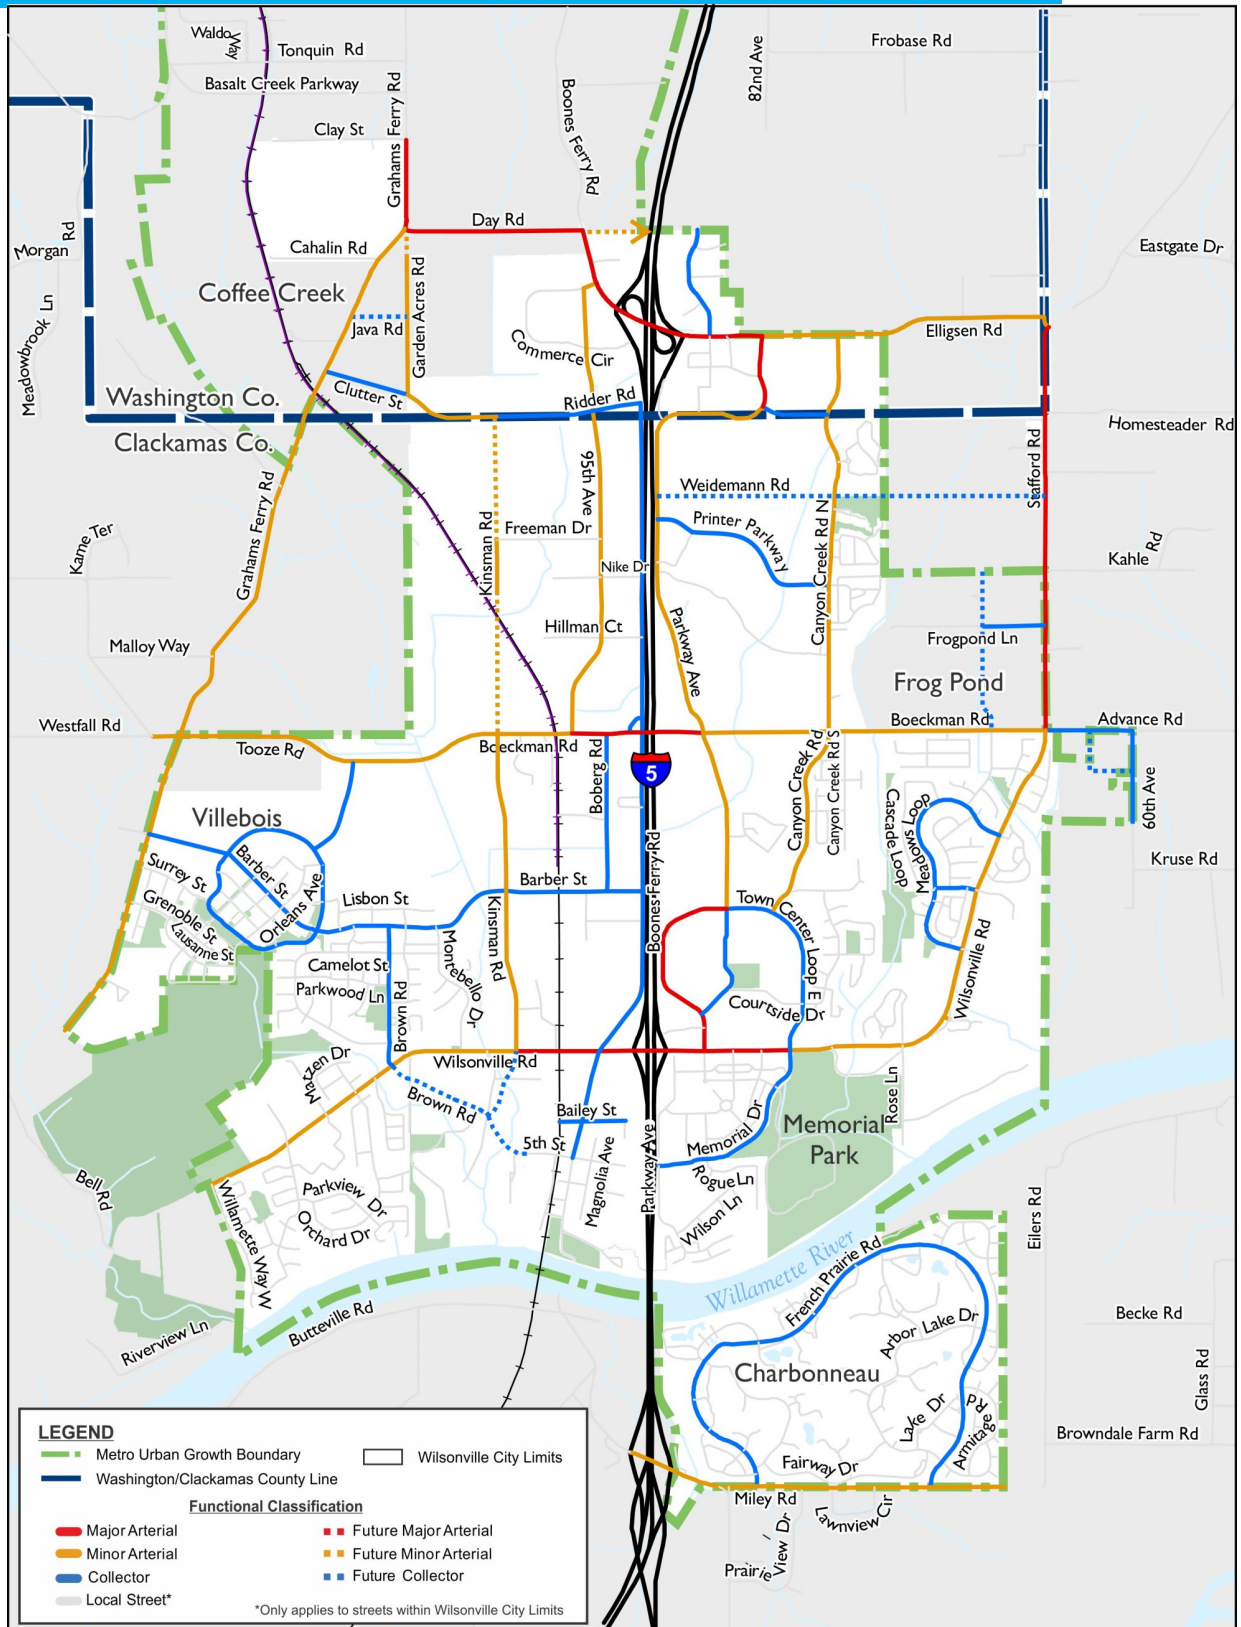 Waldo Way
Tonquin Rd
Frobase Rd
82nd Ave
Basalt Creek Parkway
Grahams Ferry Rd
Boones Ferry Rd
Clay St
Day Rd
Morgan Rd
Cahalin Rd
Eastgate Dr
Coffee Creek
Garden Acres Rd
Meadowbrook Ln
Java Rd
Elligsen Rd
Commerce Cir
Washington Co.
Clutter St
Ridder Rd
Clackamas Co.
Homesteader Rd
Stafford Rd
95th Ave
Weidemann Rd
Grahams Ferry Rd
Kinsman Rd
Freeman Dr
Printer Parkway
Canyon Creek Rd N
Kame Ter
Kahle Rd
Nike Dr
Hillman Ct
Parkway Ave
Frogpond Ln
Malloy Way
Frog Pond
Westfall Rd
Boeckman Rd
Advance Rd
Tooze Rd
Boeckman Rd
Boberg Rd
5
Canyon Creek Rd
Canyon Creek Rd S
60th Ave
Villebois
Cascade Loop
Meadows Loop
Kruse Rd
Surrey St
Barber St
Barber St
Boones Ferry Rd
Grenoble St
Orleans Ave
Lisbon St
Town Center Loop E
Lausanne St
Kinsman Rd
Montebello Dr
Camelot St
Wilsonville Rd
Parkwood Ln
Brown Rd
Courtside Dr
Matzen Dr
Wilsonville Rd
Rose Ln
Brown Rd
Bailey St
Memorial Dr
Memorial
Park
5th St
Magnolia Ave
Parkway Ave
Bell Rd
Parkview Dr
Rogue Ln
Wilson Ln
Eilers Rd
Orchard Dr
Willamette Way W
Willamette River
French Prairie Rd
Butteville Rd
Riverview Ln
Arbor Lake Dr
Becke Rd
Charbonneau
Glass Rd
Lake Dr
Armitage Rd
Browndale Farm Rd
Fairway Dr
Miley Rd
Lawnview Cir
Prairie View Dr
LEGEND
Metro Urban Growth Boundary
Wilsonville City Limits
Washington/Clackamas County Line
Functional Classification
Major Arterial
Future Major Arterial
Minor Arterial
Future Minor Arterial
Collector
Future Collector
Local Street*
*Only applies to streets within Wilsonville City Limits